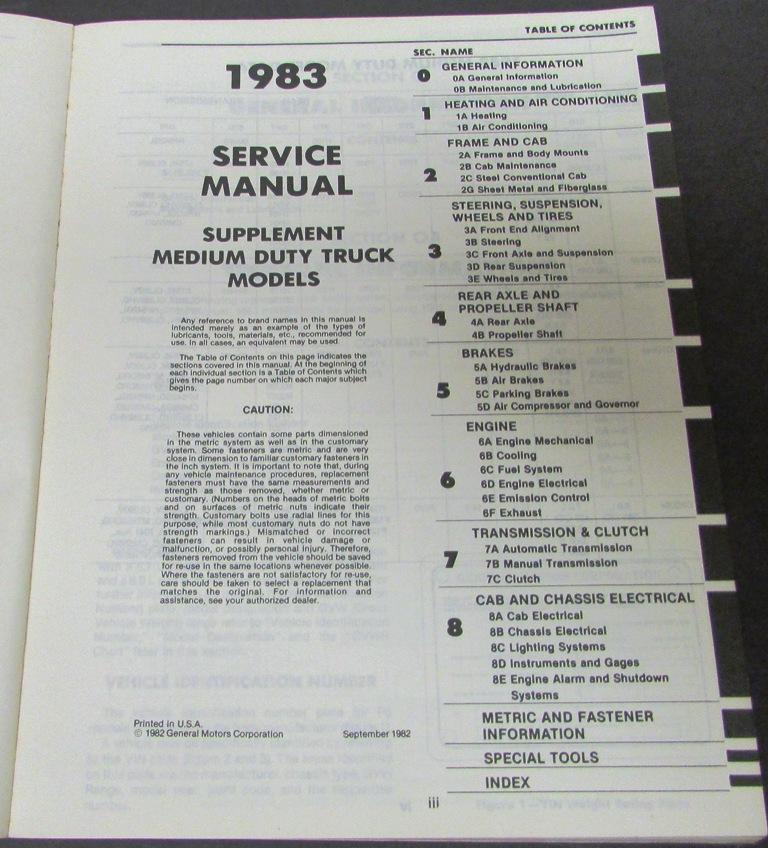 TABLE OF CONTENTS
1983
SERVICE
MANUAL
SUPPLEMENT
MEDIUM DUTY TRUCK
MODELS
Any reference to brand names in this manual is
intended merely as an example of the types of
lubricants, tools, materials, etc., recommended for
use. In all cases, an equivalent may be used.
The Table of Contents on this page indicates the
sections covered in this manual. At the beginning of
each individual section is a Table of Contents which
gives the page number on which each major subject
begins.
CAUTION:
These vehicles contain some parts dimensioned
in the metric system as well as in the customary
system. Some fasteners are metric and are very
close in dimension to familiar customary fasteners in
the inch system. It is important to note that, during
any vehicle maintenance procedures, replacement
fasteners must have the same measurements and
strength as those removed, whether metric or
customary. (Numbers on the heads of metric bolts
and on surfaces of metric nuts indicate their
strength. Customary bolts use radial lines for this
purpose, while most customary nuts do not have
strength markings.) Mismatched or incorrect
fasteners can result in vehicle damage or
malfunction, or possibly personal injury. Therefore,
fasteners removed from the vehicle should be saved
for re-use in the same locations whenever possible.
Where the fasteners are not satisfactory for re-use,
care should be taken to select a replacement that
matches the original. For information and
assistance, see your authorized dealer.
Printed in U.S.A.
© 1982 General Motors Corporation September 1982
SEC. NAME
0 GENERAL INFORMATION
0A General Information
0B Maintenance and Lubrication
1 HEATING AND AIR CONDITIONING
1A Heating
1B Air Conditioning
FRAME AND CAB
2A Frame and Body Mounts
2B Cab Maintenance
2 2C Steel Conventional Cab
2G Sheet Metal and Fiberglass
STEERING, SUSPENSION,
WHEELS AND TIRES
3A Front End Alignment
3B Steering
3 3C Front Axle and Suspension
3D Rear Suspension
3E Wheels and Tires
REAR AXLE AND
PROPELLER SHAFT
4 4A Rear Axle
4B Propeller Shaft
BRAKES
5A Hydraulic Brakes
5B Air Brakes
5 5C Parking Brakes
5D Air Compressor and Governor
ENGINE
6A Engine Mechanical
6B Cooling
6C Fuel System
6 6D Engine Electrical
6E Emission Control
6F Exhaust
TRANSMISSION & CLUTCH
7A Automatic Transmission
7 7B Manual Transmission
7C Clutch
CAB AND CHASSIS ELECTRICAL
8A Cab Electrical
8 8B Chassis Electrical
8C Lighting Systems
8D Instruments and Gages
8E Engine Alarm and Shutdown
Systems
METRIC AND FASTENER
INFORMATION
SPECIAL TOOLS
INDEX
iii